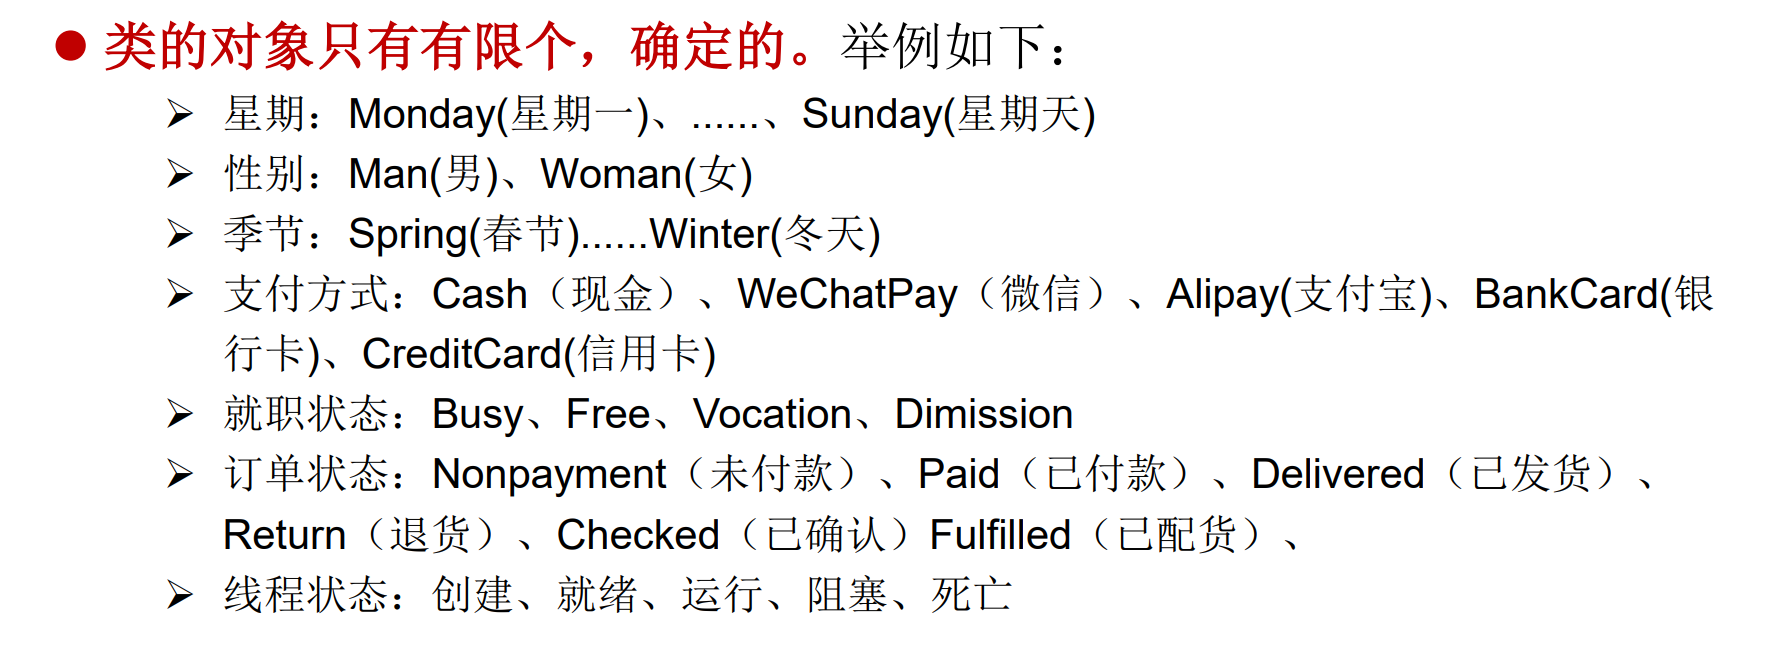 ● 类的对象只有有限个，确定的。举例如下：
➢ 星期：Monday(星期一)、......、Sunday(星期天)
➢ 性别：Man(男)、Woman(女)
➢ 季节：Spring(春节)......Winter(冬天)
➢ 支付方式：Cash（现金）、WeChatPay（微信）、Alipay(支付宝)、BankCard(银
行卡)、CreditCard(信用卡)
➢ 就职状态：Busy、Free、Vocation、Dimission
➢ 订单状态：Nonpayment（未付款）、Paid（已付款）、Delivered（已发货）、
Return（退货）、Checked（已确认）Fulfilled（已配货）、
➢ 线程状态：创建、就绪、运行、阻塞、死亡